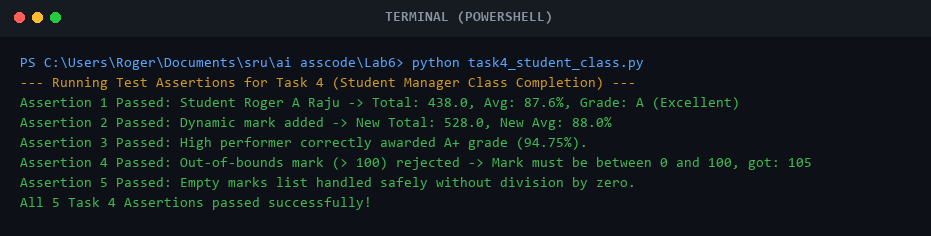 TERMINAL (POWERSHELL)
PS C:\Users\Roger\Documents\sru\ai asscode\Lab6> python task4_student_class.py
--- Running Test Assertions for Task 4 (Student Manager Class Completion) ---
Assertion 1 Passed: Student Roger A Raju -> Total: 438.0, Avg: 87.6%, Grade: A (Excellent)
Assertion 2 Passed: Dynamic mark added -> New Total: 528.0, New Avg: 88.0%
Assertion 3 Passed: High performer correctly awarded A+ grade (94.75%).
Assertion 4 Passed: Out-of-bounds mark (> 100) rejected -> Mark must be between 0 and 100, got: 105
Assertion 5 Passed: Empty marks list handled safely without division by zero.
All 5 Task 4 Assertions passed successfully!